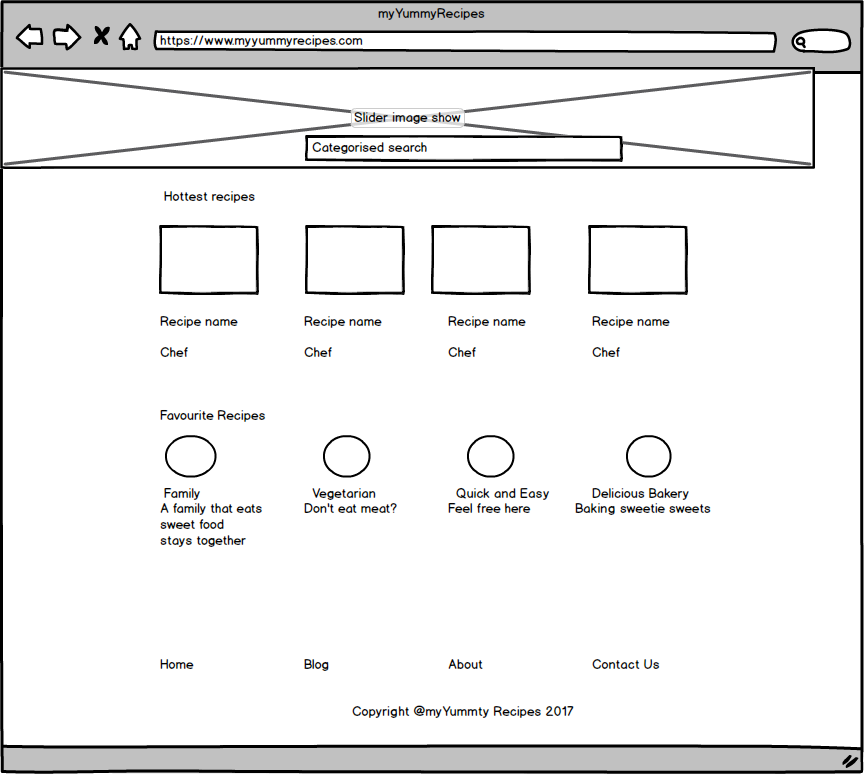 myYummyRecipes
https://www.myyummyrecipes.com
Slider image show
Categorised search
Hottest recipes
Recipe name Recipe name Recipe name Recipe name
Chef Chef Chef Chef
Favourite Recipes
Family Vegetarian Quick and Easy Delicious Bakery
A family that eats Don't eat meat? Feel free here Baking sweetie sweets
sweet food
stays together
Home Blog About Contact Us
Copyright @myYummty Recipes 2017